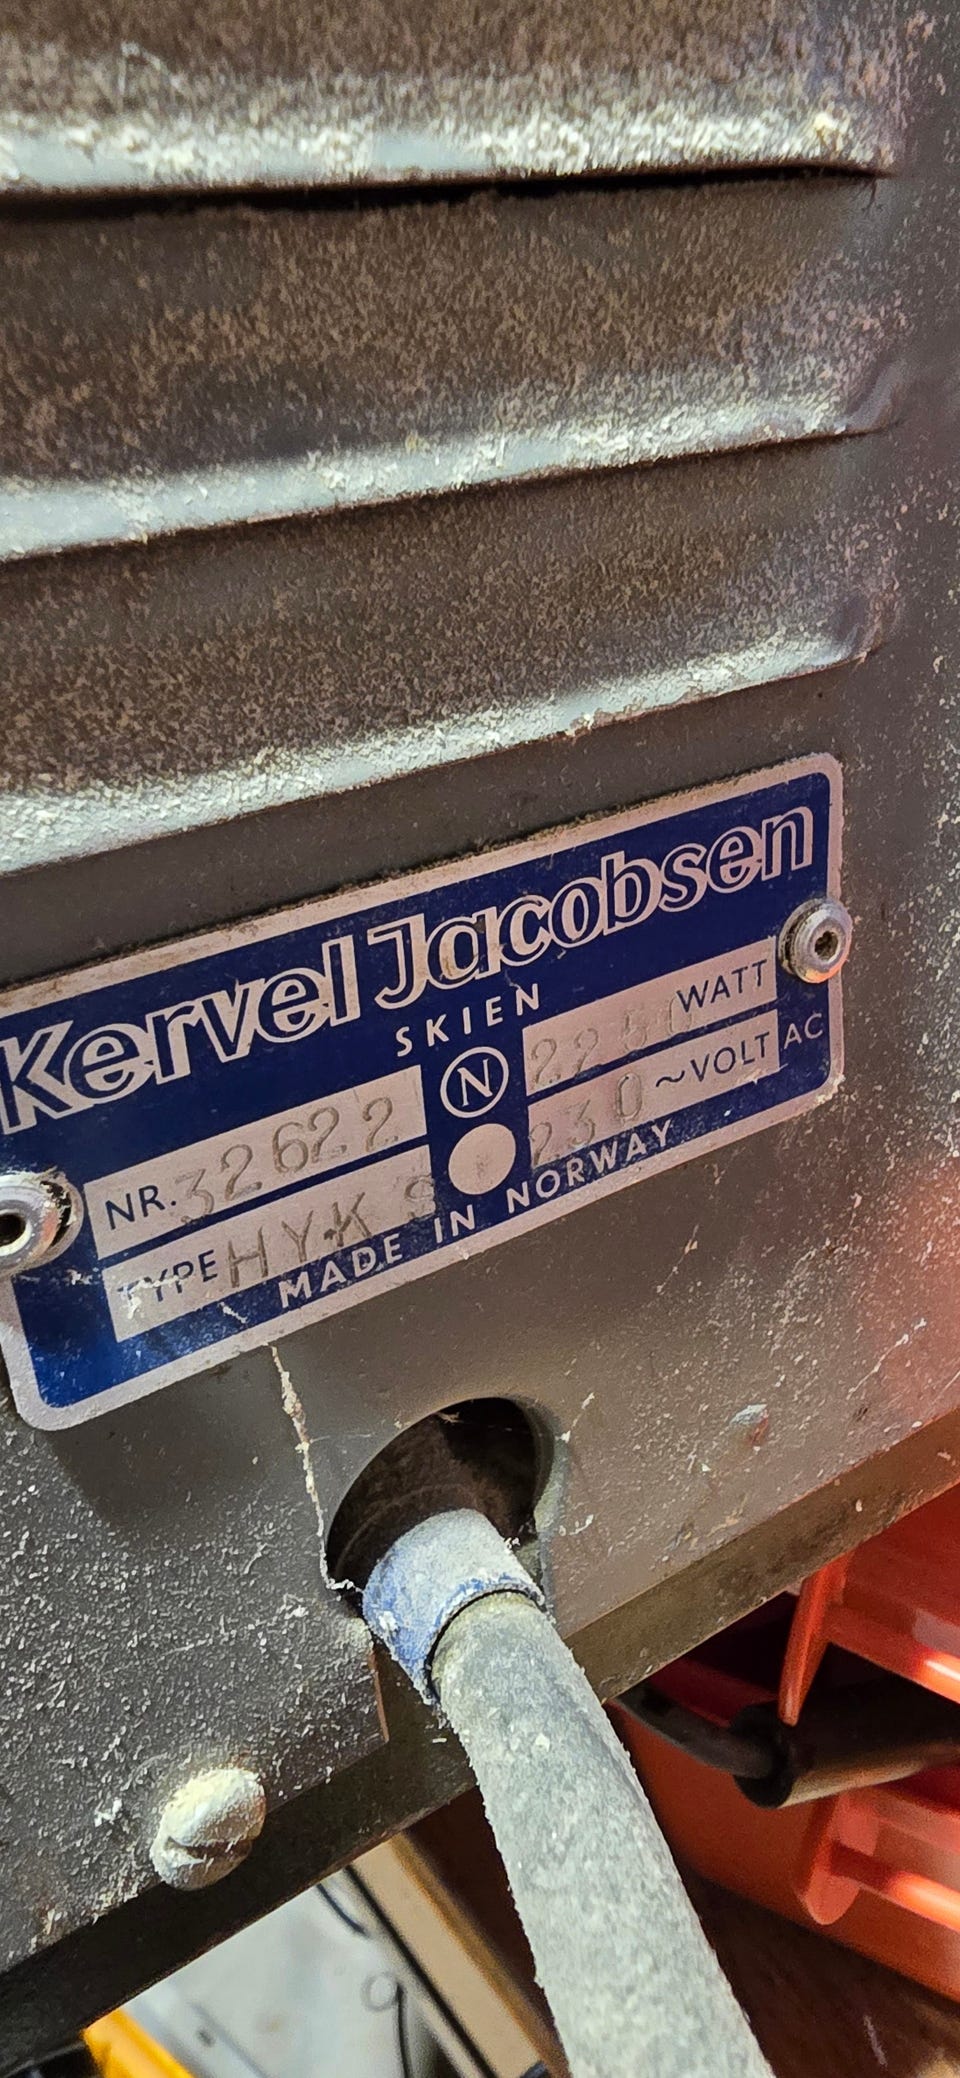 Kervel Jacobsen
SKIEN
NR. 32622
N
2250 WATT
TYPE HYK S
230 ~VOLT AC
MADE IN NORWAY